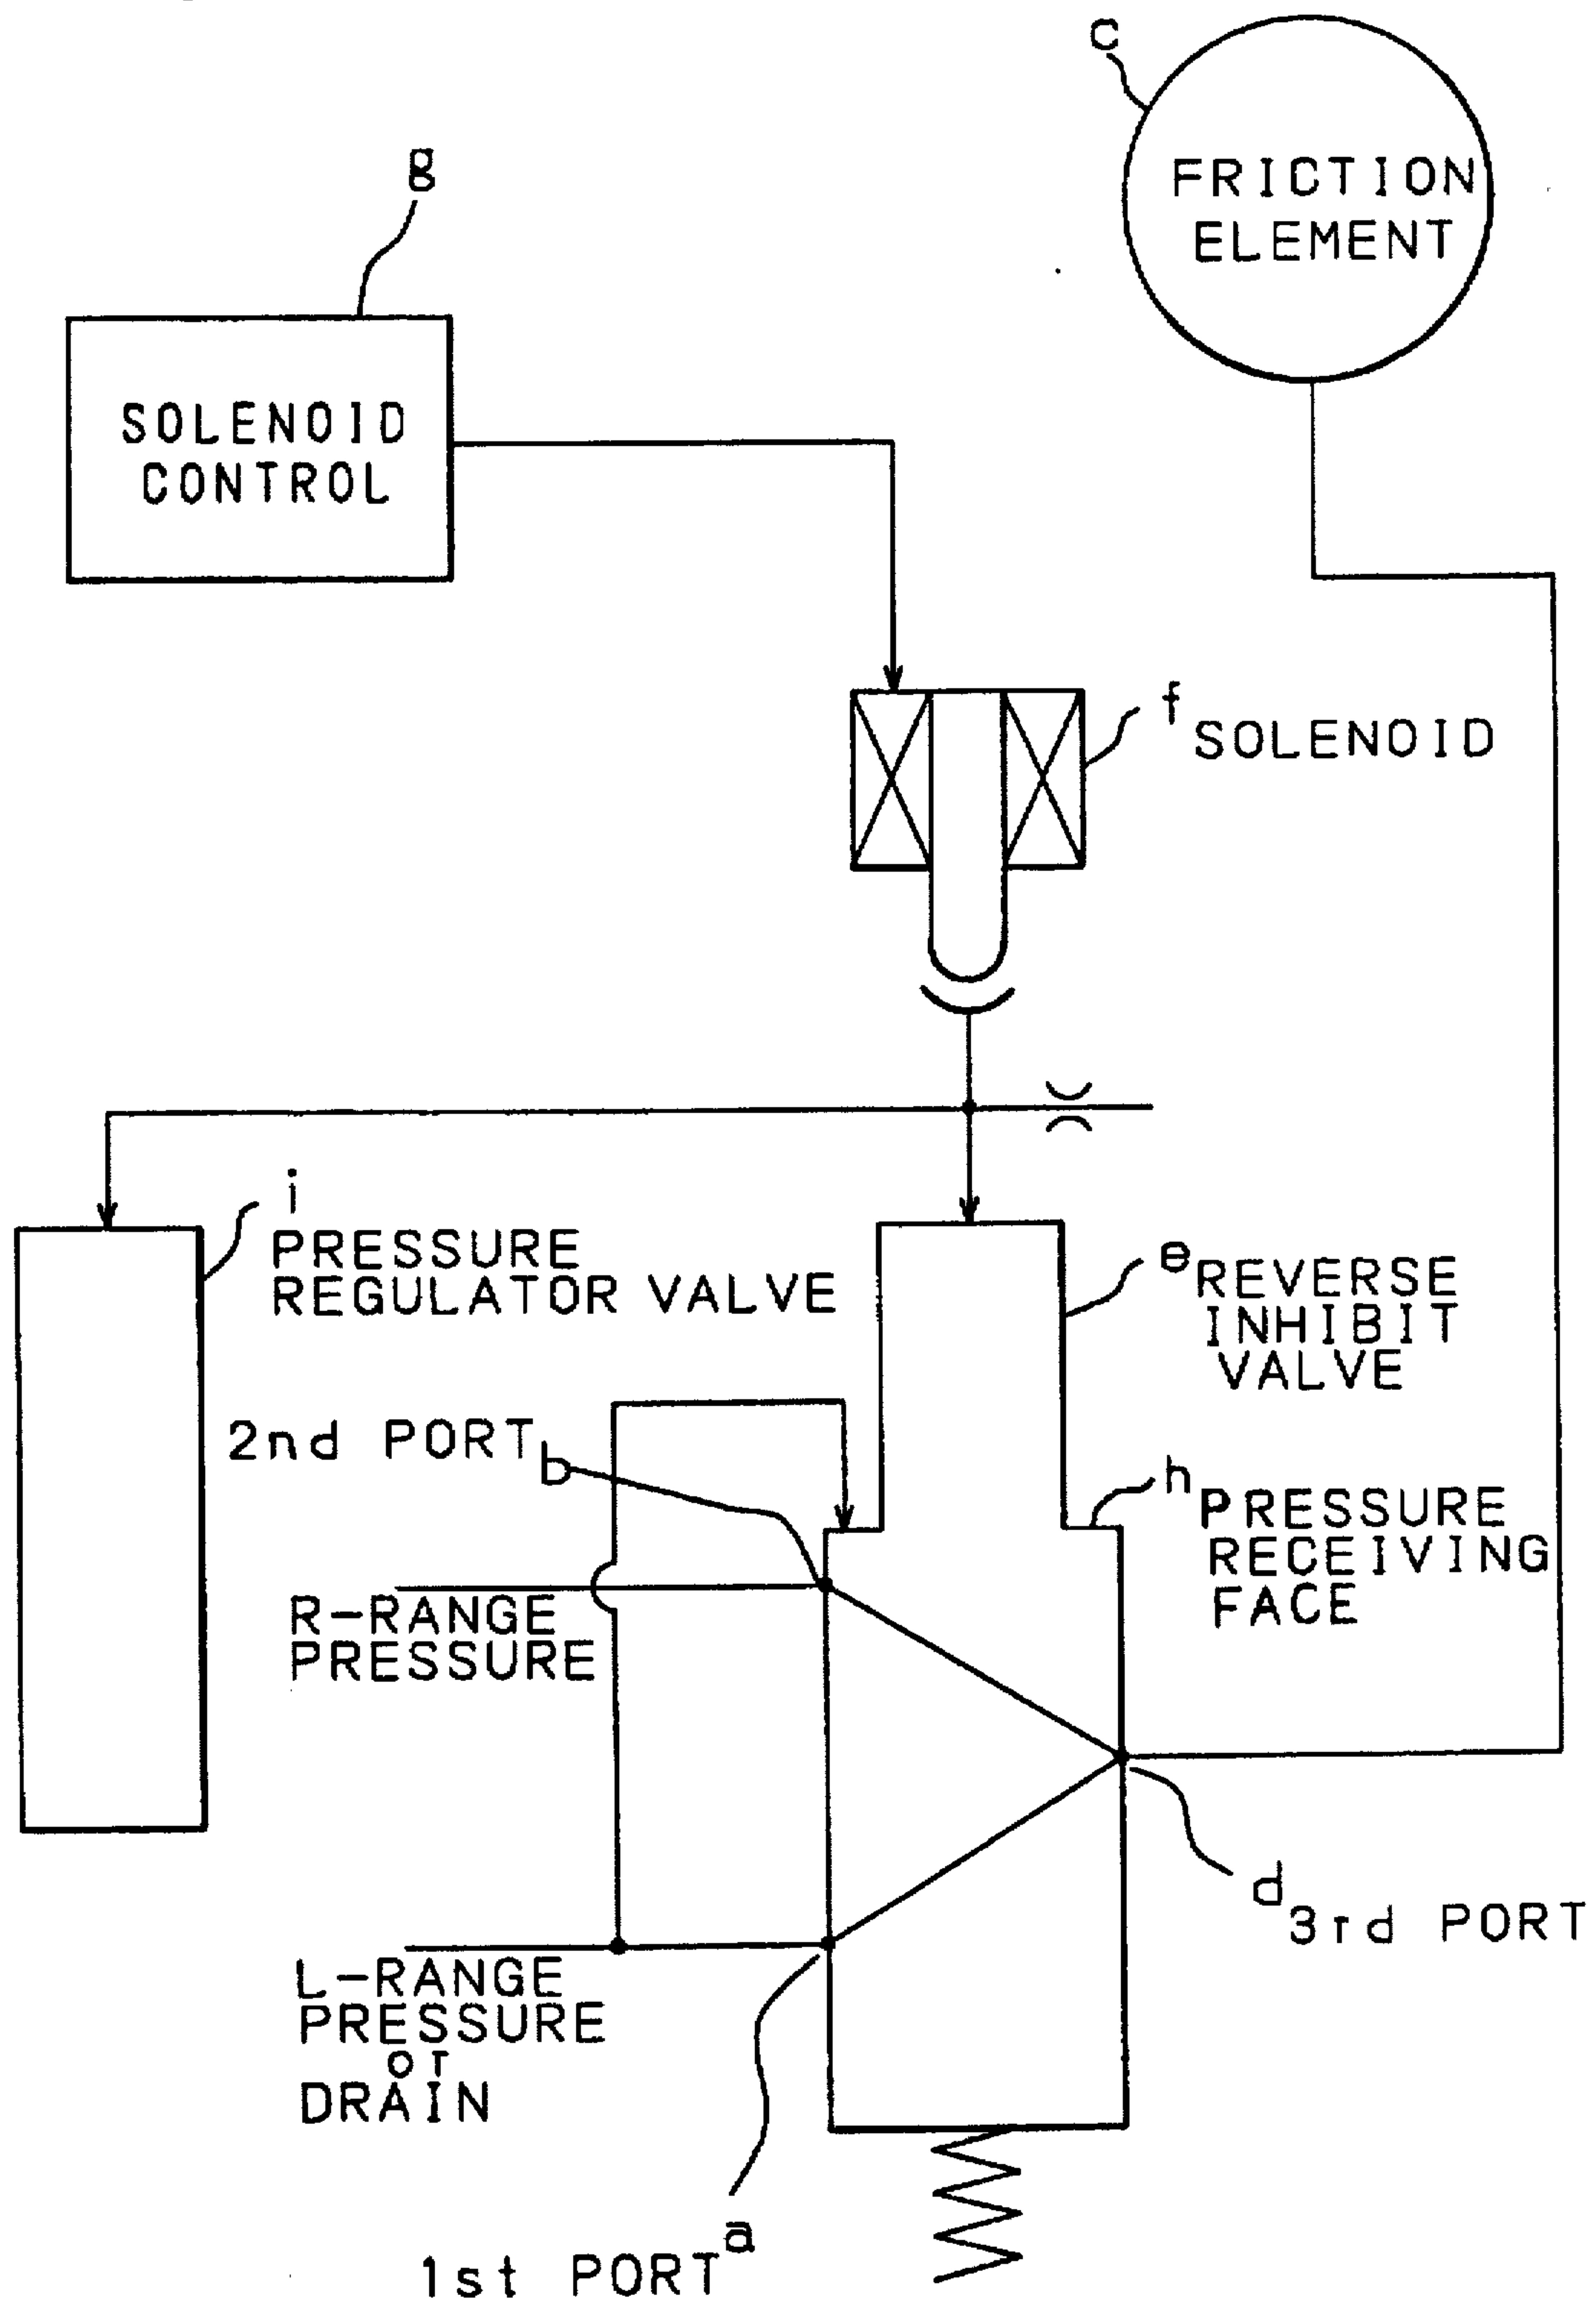 c
FRICTION
ELEMENT
g
SOLENOID
CONTROL
f
SOLENOID
i
PRESSURE
REGULATOR VALVE
e
REVERSE
INHIBIT
VALVE
2nd PORT
b
h
PRESSURE
RECEIVING
FACE
R-RANGE
PRESSURE
d
3rd PORT
L-RANGE
PRESSURE
or
DRAIN
a
1st PORT